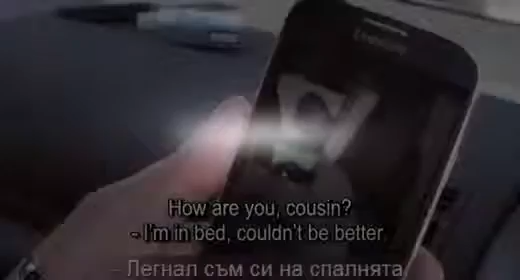 How are you, cousin?
- I'm in bed, couldn't be better.
- Легнал съм си на спалнята